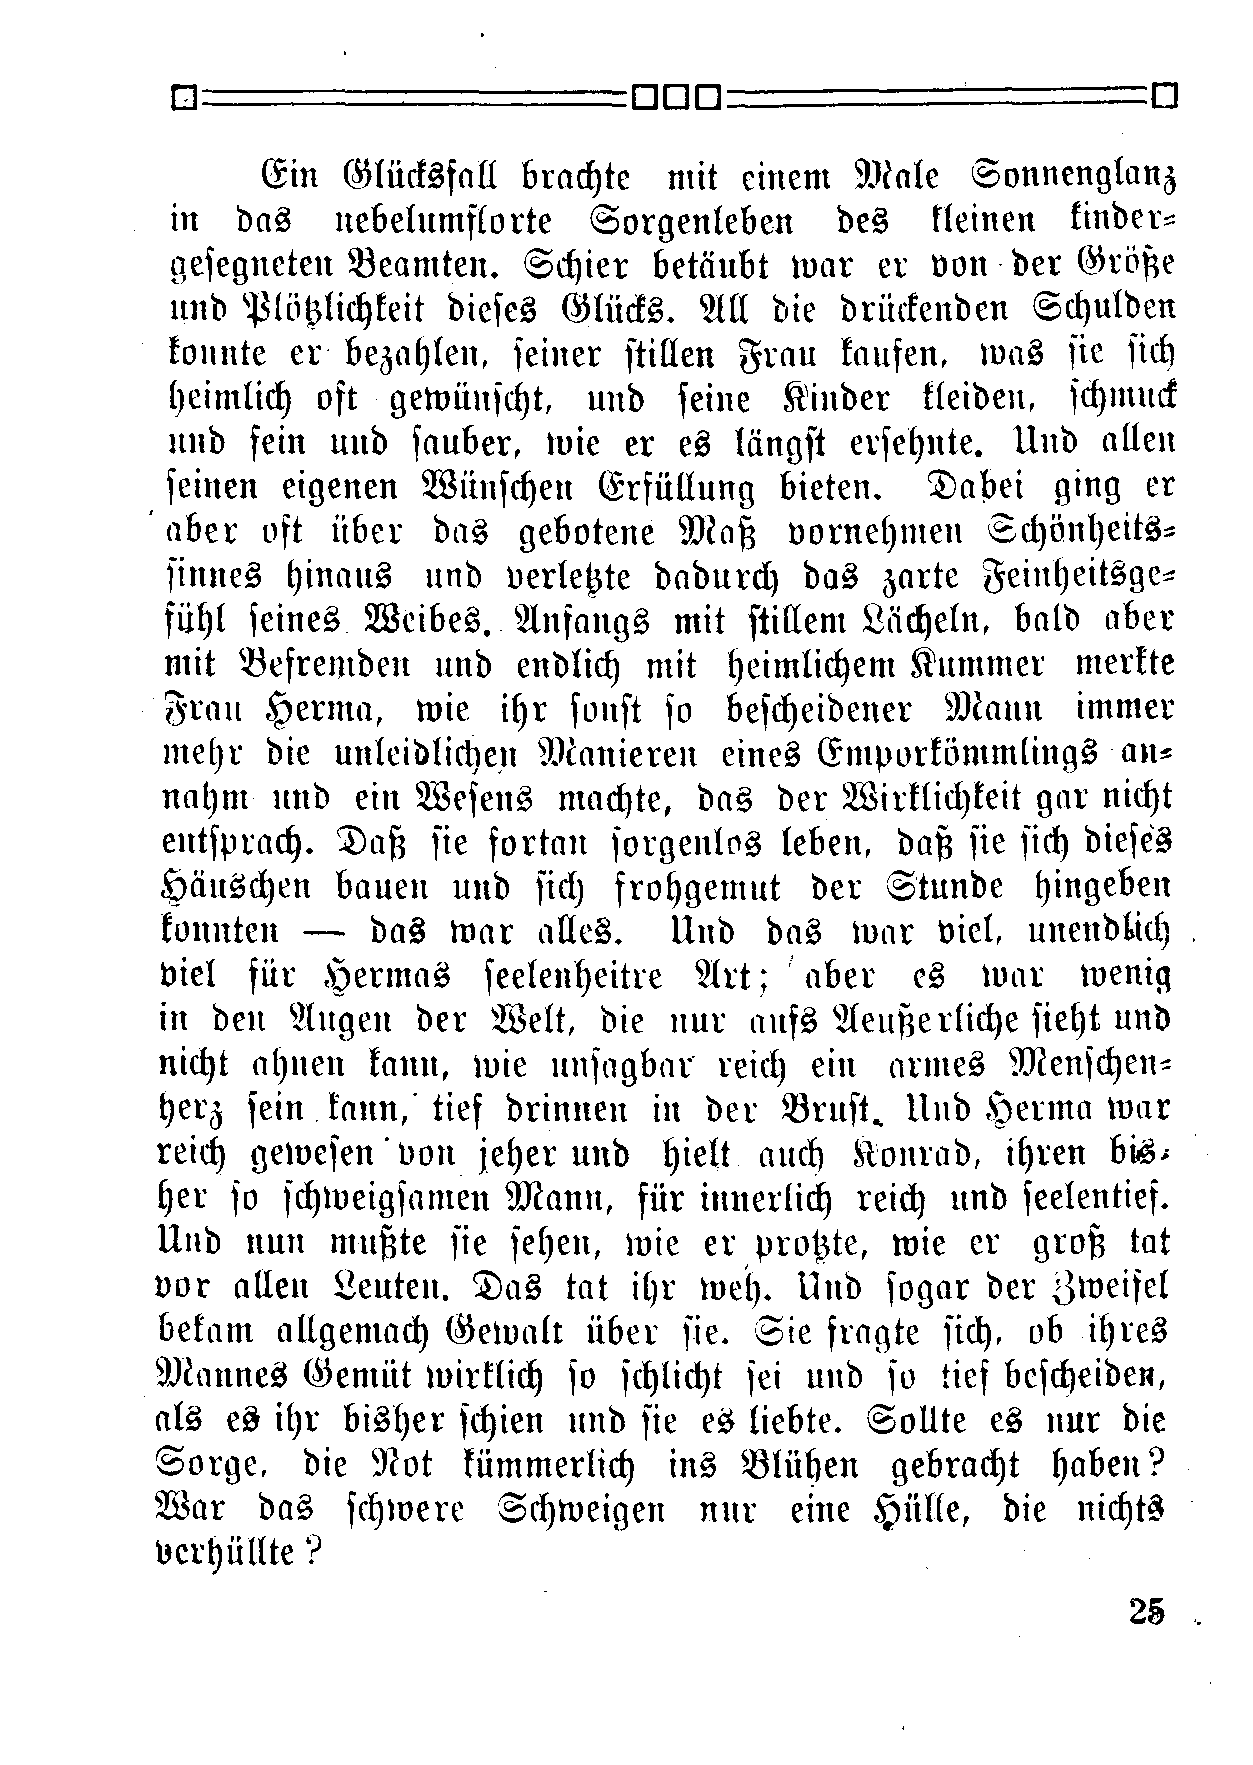 Ein Glücksfall brachte mit einem Male Sonnenglanz
in das nebelumflorte Sorgenleben des kleinen kinder-
gesegneten Beamten. Schier betäubt war er von der Größe
und Plötzlichkeit dieses Glücks. All die drückenden Schulden
konnte er bezahlen, seiner stillen Frau kaufen, was sie sich
heimlich oft gewünscht, und seine Kinder kleiden, schmuck
und fein und sauber, wie er es längst ersehnte. Und allen
seinen eigenen Wünschen Erfüllung bieten. Dabei ging er
aber oft über das gebotene Maß vornehmen Schönheits-
sinnes hinaus und verletzte dadurch das zarte Feinheitsge-
fühl seines Weibes. Anfangs mit stillem Lächeln, bald aber
mit Befremden und endlich mit heimlichem Kummer merkte
Frau Herma, wie ihr sonst so bescheidener Mann immer
mehr die unleidlichen Manieren eines Emporkömmlings an-
nahm und ein Wesens machte, das der Wirklichkeit gar nicht
entsprach. Daß sie fortan sorgenlos leben, daß sie sich dieses
Häuschen bauen und sich frohgemut der Stunde hingeben
konnten — das war alles. Und das war viel, unendlich
viel für Hermas seelenheitre Art; aber es war wenig
in den Augen der Welt, die nur aufs Aeußerliche sieht und
nicht ahnen kann, wie unsagbar reich ein armes Menschen-
herz sein kann, tief drinnen in der Brust. Und Herma war
reich gewesen von jeher und hielt auch Konrad, ihren bis-
her so schweigsamen Mann, für innerlich reich und seelentief.
Und nun mußte sie sehen, wie er protzte, wie er groß tat
vor allen Leuten. Das tat ihr weh. Und sogar der Zweifel
bekam allgemach Gewalt über sie. Sie fragte sich, ob ihres
Mannes Gemüt wirklich so schlicht sei und so tief bescheiden,
als es ihr bisher schien und sie es liebte. Sollte es nur die
Sorge, die Not kümmerlich ins Blühen gebracht haben?
War das schwere Schweigen nur eine Hülle, die nichts
verhüllte?
25